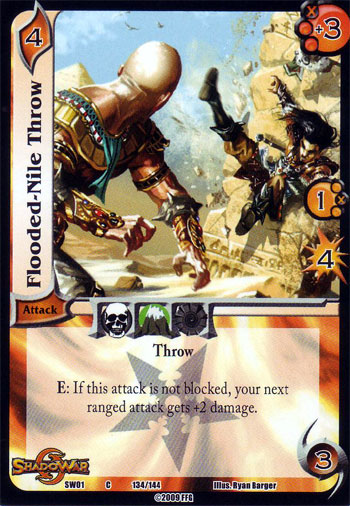 4
+3
Flooded-Nile Throw
1
4
Attack
Throw
E: If this attack is not blocked, your next
ranged attack gets +2 damage.
3
SHADOWAR
SW01 C 134/144 Illus. Ryan Barger
©2009 FFG